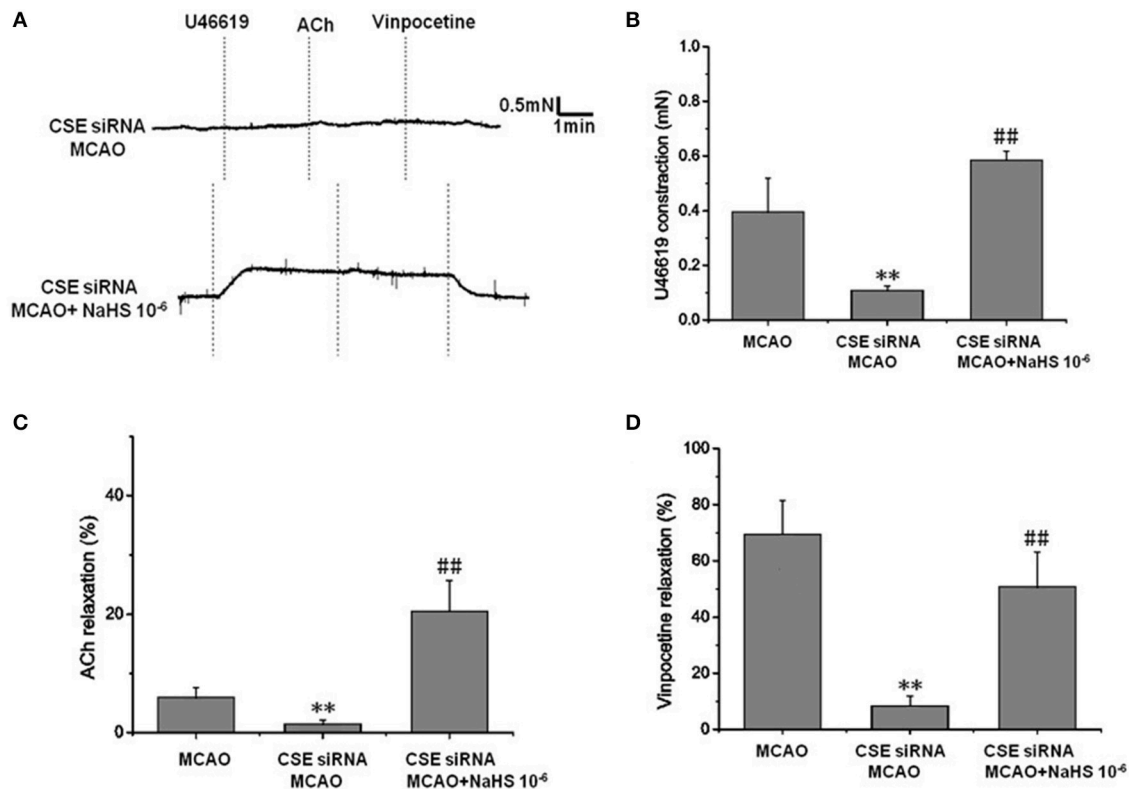 A
U46619
ACh
Vinpocetine
CSE siRNA
MCAO
0.5mN
1min
CSE siRNA
MCAO+ NaHS 10⁻⁶
B
U46619 constraction (mN)
1.0
0.8
0.6
0.4
0.2
0.0
**
##
MCAO
CSE siRNA
MCAO
CSE siRNA
MCAO+NaHS 10⁻⁶
C
ACh relaxation (%)
40
20
0
**
##
MCAO
CSE siRNA
MCAO
CSE siRNA
MCAO+NaHS 10⁻⁶
D
Vinpocetine relaxation (%)
100
80
60
40
20
0
**
##
MCAO
CSE siRNA
MCAO
CSE siRNA
MCAO+NaHS 10⁻⁶